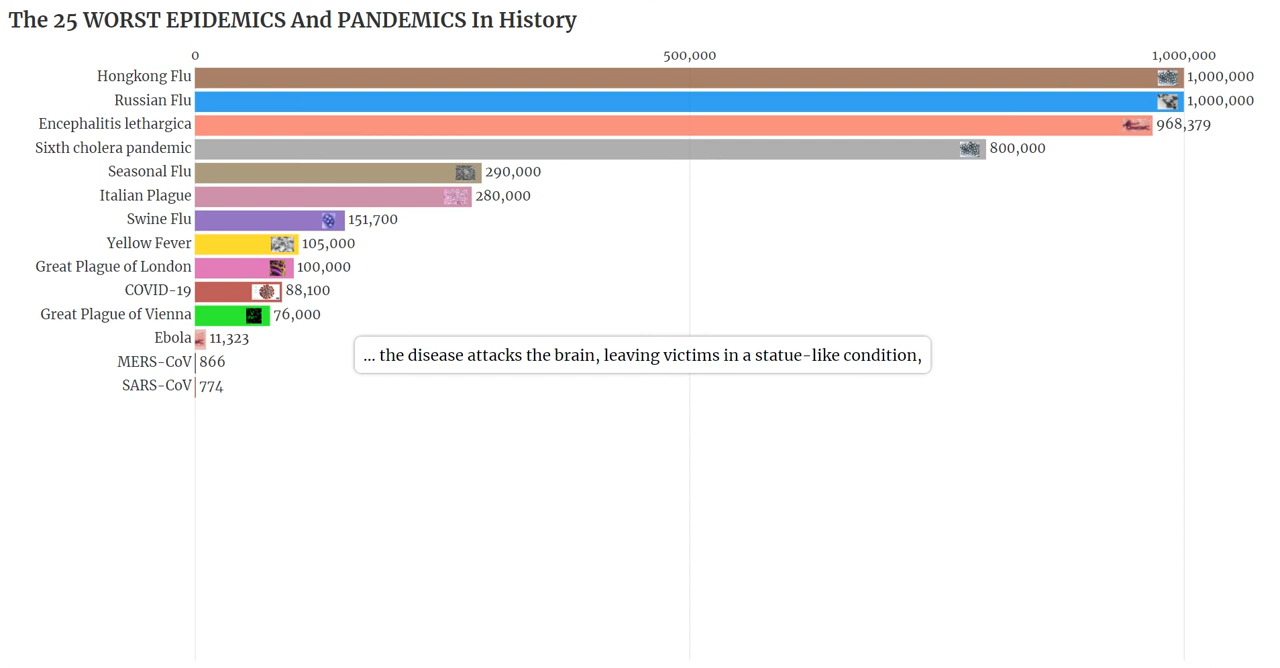 The 25 WORST EPIDEMICS And PANDEMICS In History
0 500,000 1,000,000
Hongkong Flu 1,000,000
Russian Flu 1,000,000
Encephalitis lethargica 968,379
Sixth cholera pandemic 800,000
Seasonal Flu 290,000
Italian Plague 280,000
Swine Flu 151,700
Yellow Fever 105,000
Great Plague of London 100,000
COVID-19 88,100
Great Plague of Vienna 76,000
Ebola 11,323
... the disease attacks the brain, leaving victims in a statue-like condition,
MERS-CoV 866
SARS-CoV 774